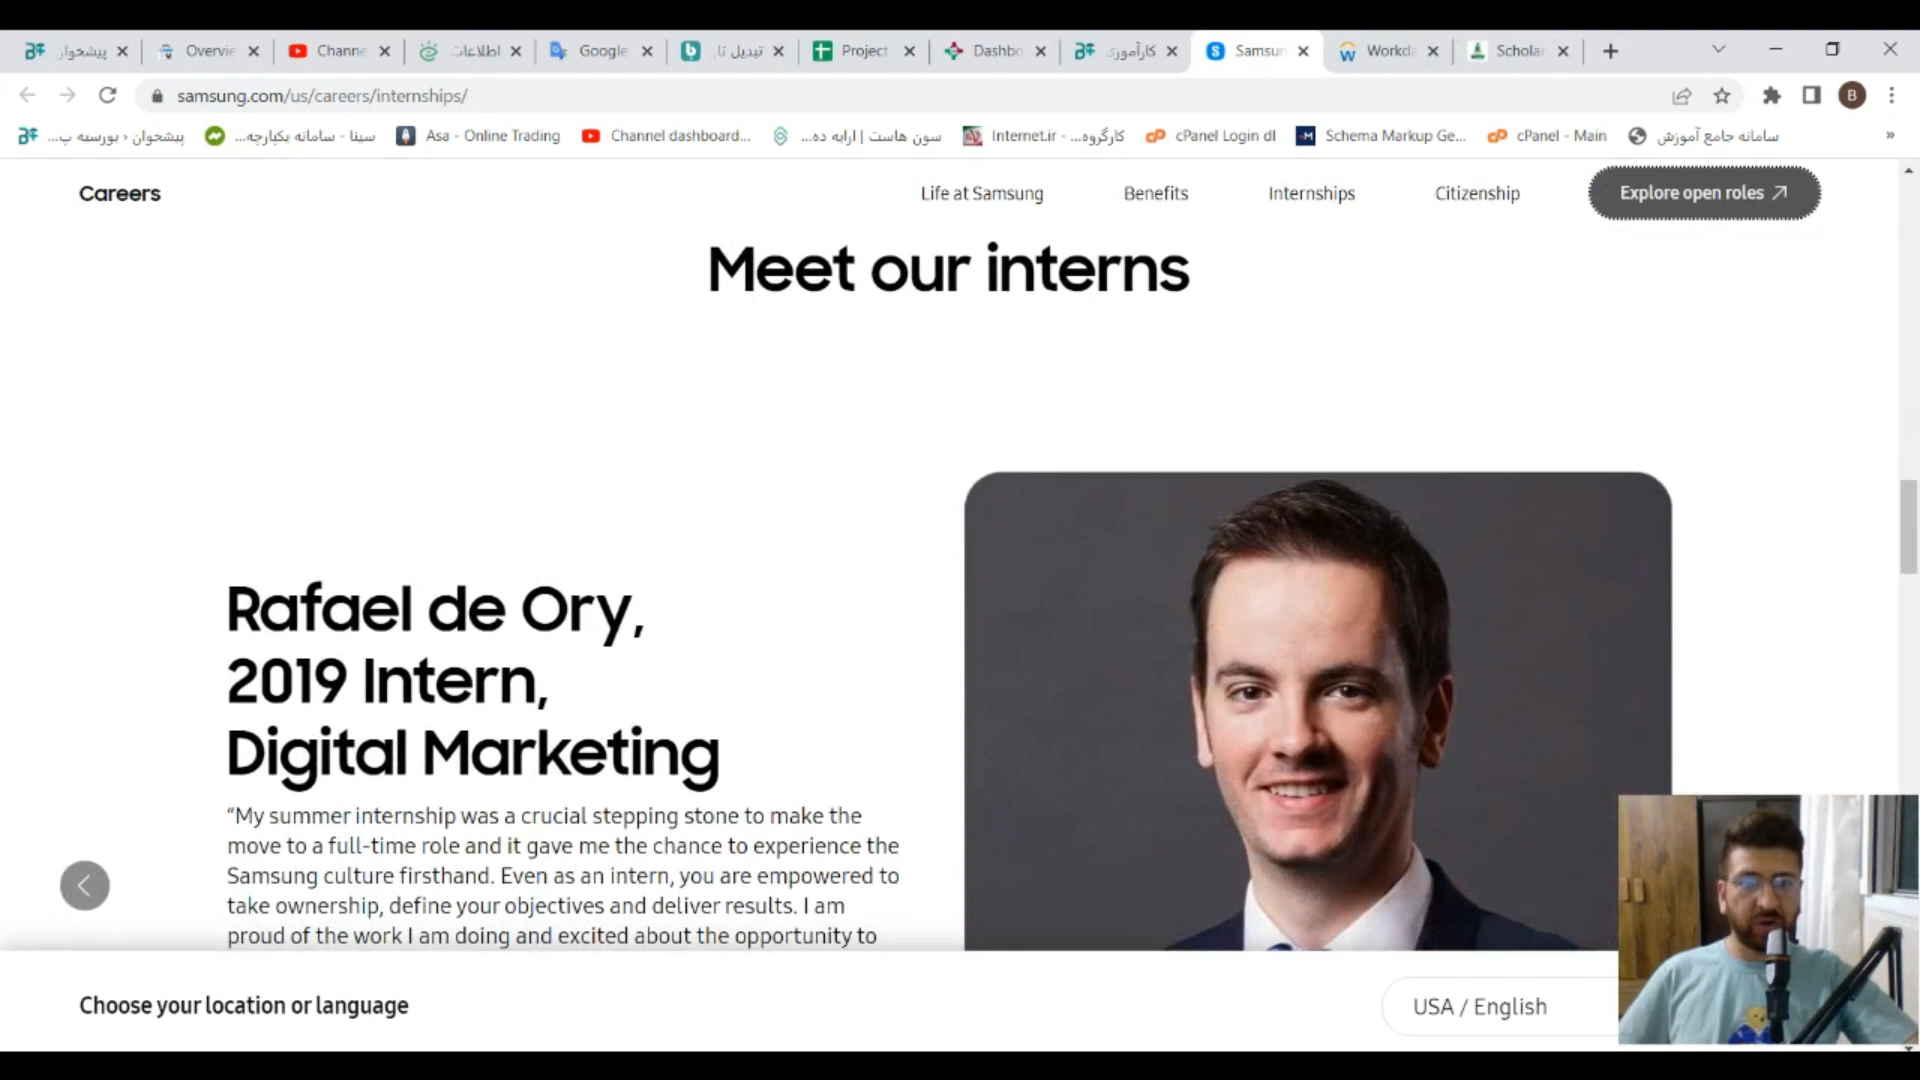 پیشخوان
Overvie
Channe
اطلاعات
Google
تبدیل تا
Project
Dashbo
کارآموزی
Samsun
Workda
Scholar
samsung.com/us/careers/internships/
B
پیشخوان ‹ بورسیه پ...
سینا - سامانه یکپارچه...
Asa - Online Trading
Channel dashboard...
سون هاست | ارایه ده...
Internet.ir - کارگروه...
cPanel Login dl
Schema Markup Ge...
cPanel - Main
سامانه جامع آموزش
»
Careers
Life at Samsung
Benefits
Internships
Citizenship
Explore open roles
Meet our interns
Rafael de Ory,
2019 Intern,
Digital Marketing
“My summer internship was a crucial stepping stone to make the
move to a full-time role and it gave me the chance to experience the
Samsung culture firsthand. Even as an intern, you are empowered to
take ownership, define your objectives and deliver results. I am
proud of the work I am doing and excited about the opportunity to
Choose your location or language
USA / English